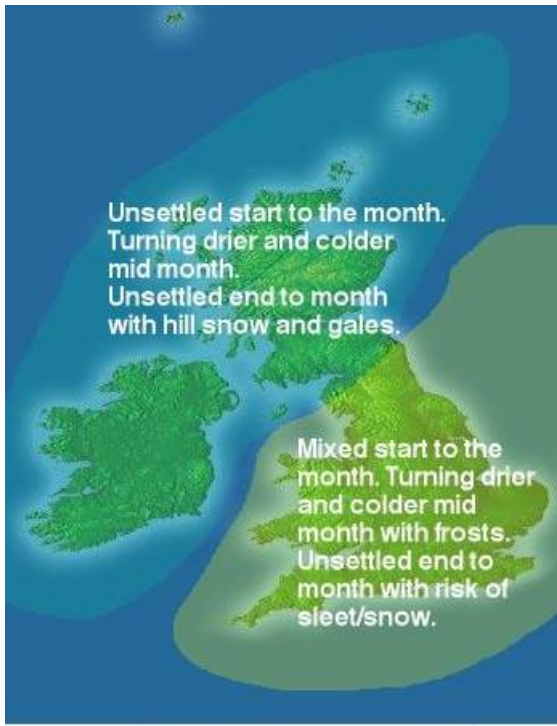 Unsettled start to the month.
Turning drier and colder
mid month.
Unsettled end to month
with hill snow and gales.
Mixed start to the
month. Turning drier
and colder mid
month with frosts.
Unsettled end to
month with risk of
sleet/snow.